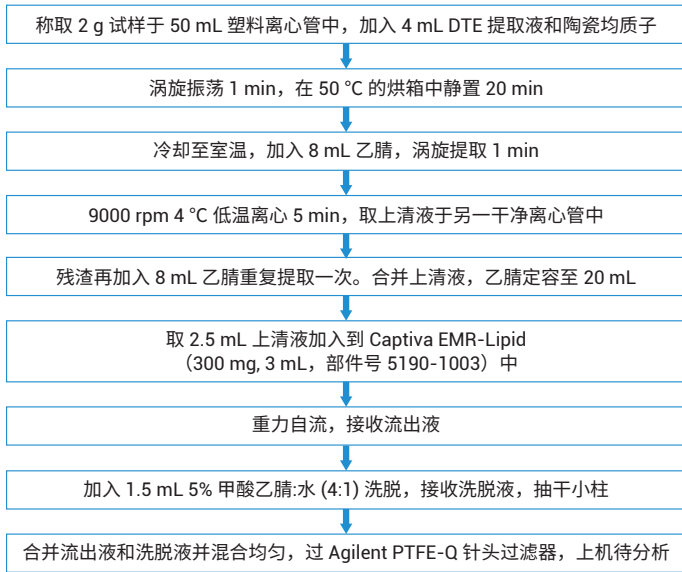 称取 2 g 试样于 50 mL 塑料离心管中，加入 4 mL DTE 提取液和陶瓷均质子
涡旋振荡 1 min，在 50 °C 的烘箱中静置 20 min
冷却至室温，加入 8 mL 乙腈，涡旋提取 1 min
9000 rpm 4 °C 低温离心 5 min，取上清液于另一干净离心管中
残渣再加入 8 mL 乙腈重复提取一次。合并上清液，乙腈定容至 20 mL
取 2.5 mL 上清液加入到 Captiva EMR-Lipid
（300 mg, 3 mL，部件号 5190-1003）中
重力自流，接收流出液
加入 1.5 mL 5% 甲酸乙腈:水 (4:1) 洗脱，接收洗脱液，抽干小柱
合并流出液和洗脱液并混合均匀，过 Agilent PTFE-Q 针头过滤器，上机待分析